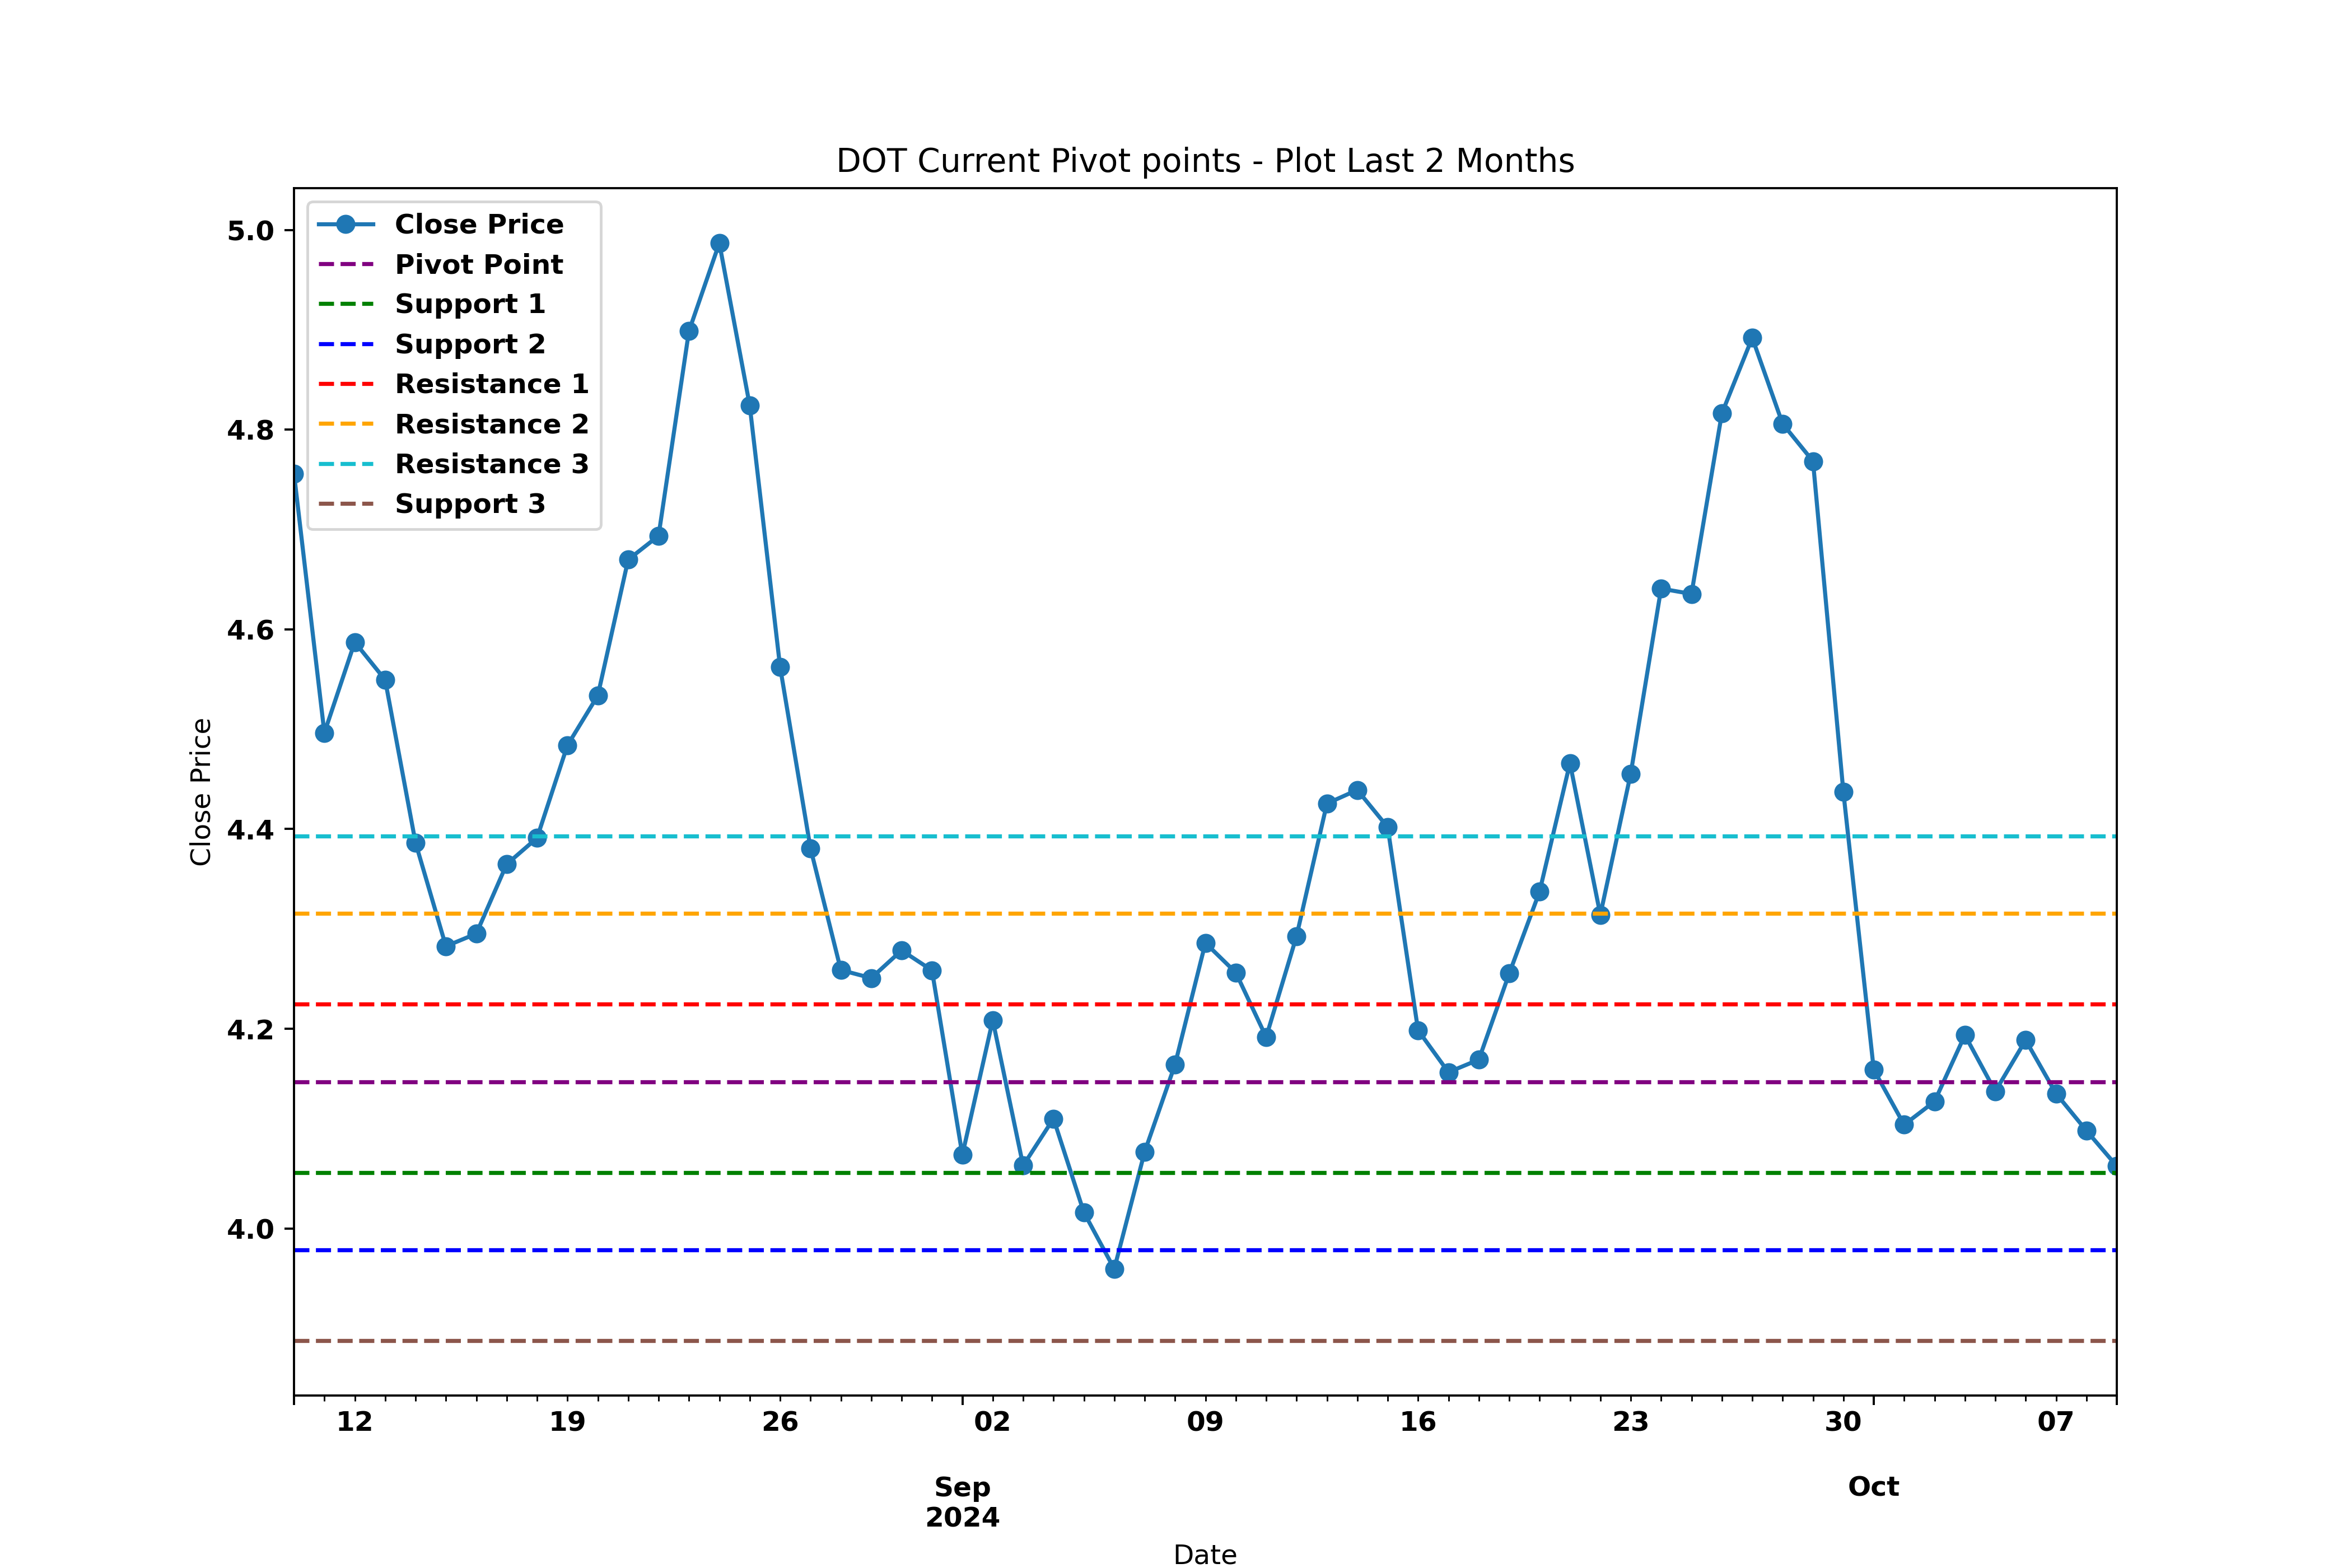 DOT Current Pivot points - Plot Last 2 Months
Close Price
Pivot Point
Support 1
Support 2
Resistance 1
Resistance 2
Resistance 3
Support 3
5.0
4.8
4.6
4.4
4.2
4.0
Close Price
12
19
26
02
09
16
23
30
07
Sep
2024
Oct
Date